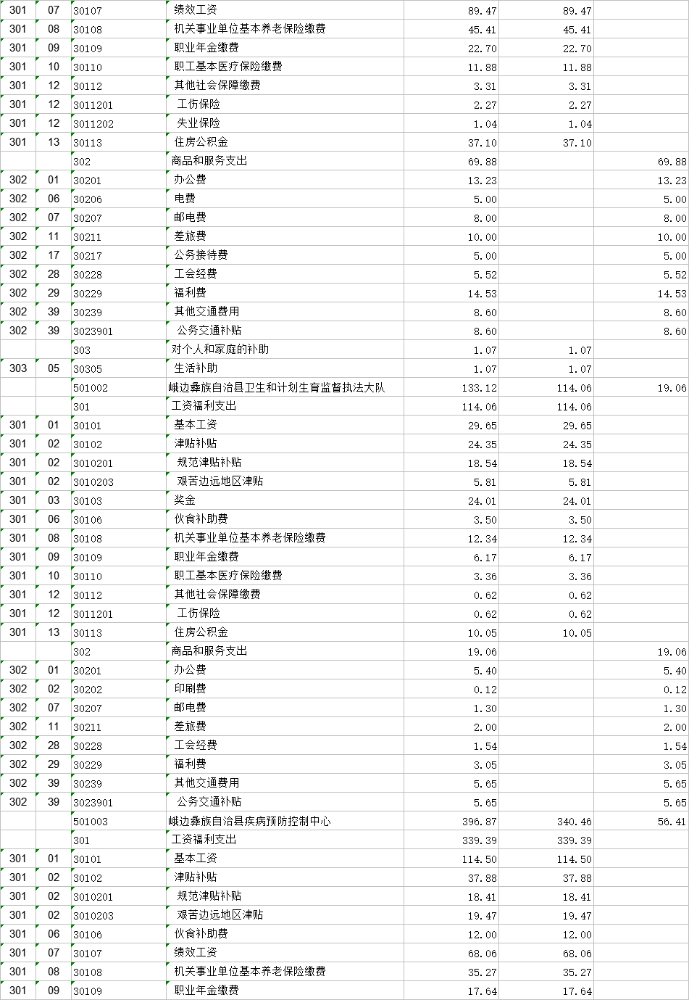 301 07 30107 绩效工资 89.47 89.47
301 08 30108 机关事业单位基本养老保险缴费 45.41 45.41
301 09 30109 职业年金缴费 22.70 22.70
301 10 30110 职工基本医疗保险缴费 11.88 11.88
301 12 30112 其他社会保障缴费 3.31 3.31
301 12 3011201 工伤保险 2.27 2.27
301 12 3011202 失业保险 1.04 1.04
301 13 30113 住房公积金 37.10 37.10
302 商品和服务支出 69.88 69.88
302 01 30201 办公费 13.23 13.23
302 06 30206 电费 5.00 5.00
302 07 30207 邮电费 8.00 8.00
302 11 30211 差旅费 10.00 10.00
302 17 30217 公务接待费 5.00 5.00
302 28 30228 工会经费 5.52 5.52
302 29 30229 福利费 14.53 14.53
302 39 30239 其他交通费用 8.60 8.60
302 39 3023901 公务交通补贴 8.60 8.60
303 对个人和家庭的补助 1.07 1.07
303 05 30305 生活补助 1.07 1.07
501002 峨边彝族自治县卫生和计划生育监督执法大队 133.12 114.06 19.06
301 工资福利支出 114.06 114.06
301 01 30101 基本工资 29.65 29.65
301 02 30102 津贴补贴 24.35 24.35
301 02 3010201 规范津贴补贴 18.54 18.54
301 02 3010203 艰苦边远地区津贴 5.81 5.81
301 03 30103 奖金 24.01 24.01
301 06 30106 伙食补助费 3.50 3.50
301 08 30108 机关事业单位基本养老保险缴费 12.34 12.34
301 09 30109 职业年金缴费 6.17 6.17
301 10 30110 职工基本医疗保险缴费 3.36 3.36
301 12 30112 其他社会保障缴费 0.62 0.62
301 12 3011201 工伤保险 0.62 0.62
301 13 30113 住房公积金 10.05 10.05
302 商品和服务支出 19.06 19.06
302 01 30201 办公费 5.40 5.40
302 02 30202 印刷费 0.12 0.12
302 07 30207 邮电费 1.30 1.30
302 11 30211 差旅费 2.00 2.00
302 28 30228 工会经费 1.54 1.54
302 29 30229 福利费 3.05 3.05
302 39 30239 其他交通费用 5.65 5.65
302 39 3023901 公务交通补贴 5.65 5.65
501003 峨边彝族自治县疾病预防控制中心 396.87 340.46 56.41
301 工资福利支出 339.39 339.39
301 01 30101 基本工资 114.50 114.50
301 02 30102 津贴补贴 37.88 37.88
301 02 3010201 规范津贴补贴 18.41 18.41
301 02 3010203 艰苦边远地区津贴 19.47 19.47
301 06 30106 伙食补助费 12.00 12.00
301 07 30107 绩效工资 68.06 68.06
301 08 30108 机关事业单位基本养老保险缴费 35.27 35.27
301 09 30109 职业年金缴费 17.64 17.64